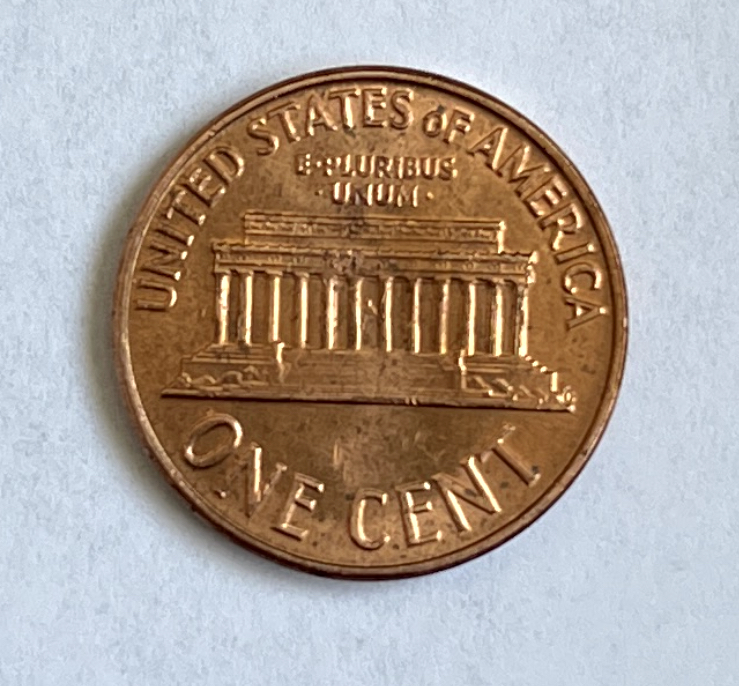 UNITED STATES oF AMERICA
E·PLURIBUS
·UNUM·
ONE CENT